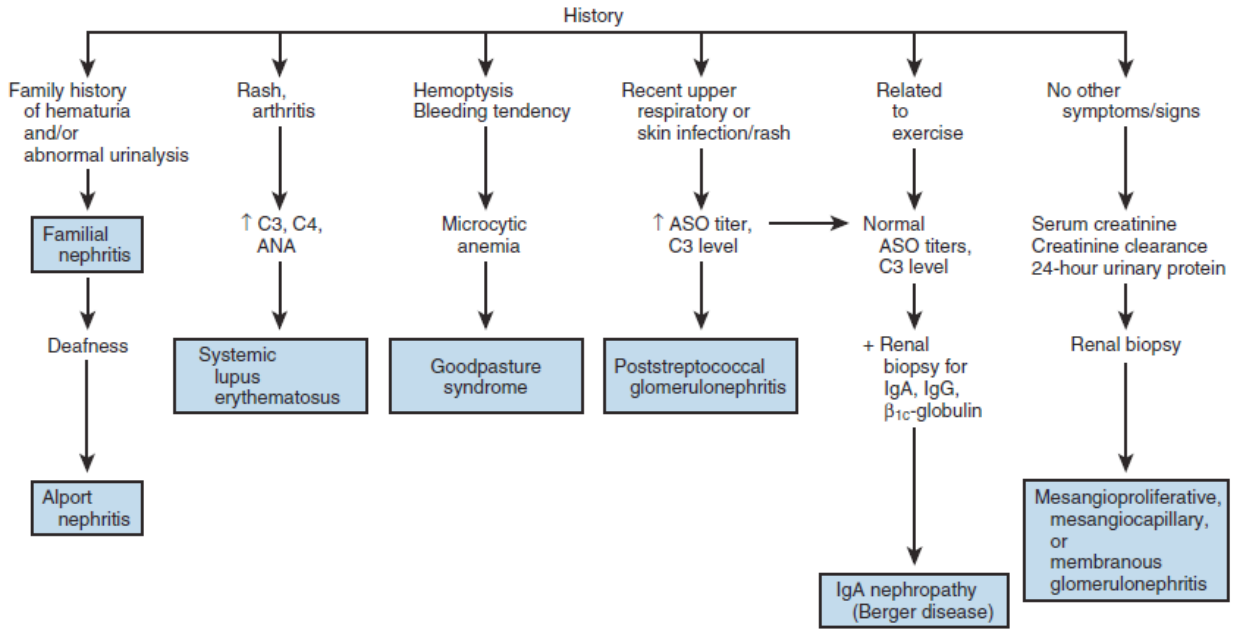 History
Family history
of hematuria
and/or
abnormal urinalysis
Familial
nephritis
Deafness
Alport
nephritis
Rash,
arthritis
↑ C3, C4,
ANA
Systemic
lupus
erythematosus
Hemoptysis
Bleeding tendency
Microcytic
anemia
Goodpasture
syndrome
Recent upper
respiratory or
skin infection/rash
↑ ASO titer,
C3 level
Poststreptococcal
glomerulonephritis
Related
to
exercise
Normal
ASO titers,
C3 level
+ Renal
biopsy for
IgA, IgG,
β1c-globulin
IgA nephropathy
(Berger disease)
No other
symptoms/signs
Serum creatinine
Creatinine clearance
24-hour urinary protein
Renal biopsy
Mesangioproliferative,
mesangiocapillary,
or
membranous
glomerulonephritis